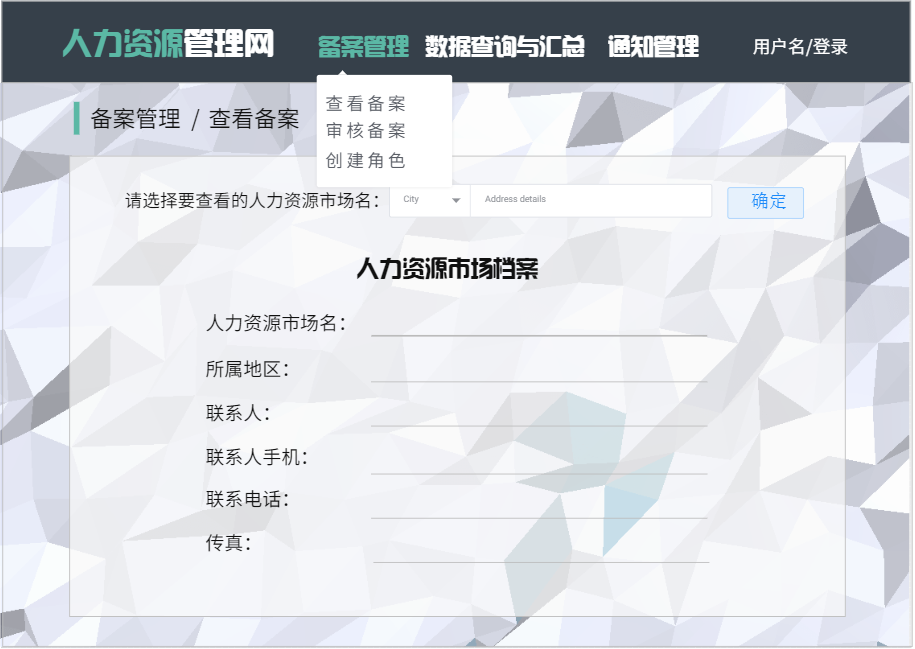 人力资源管理网 备案管理 数据查询与汇总 通知管理 用户名/登录
查看备案
审核备案
创建角色
备案管理 / 查看备案
请选择要查看的人力资源市场名： City Address details 确定
人力资源市场档案
人力资源市场名：
所属地区：
联系人：
联系人手机：
联系电话：
传真：